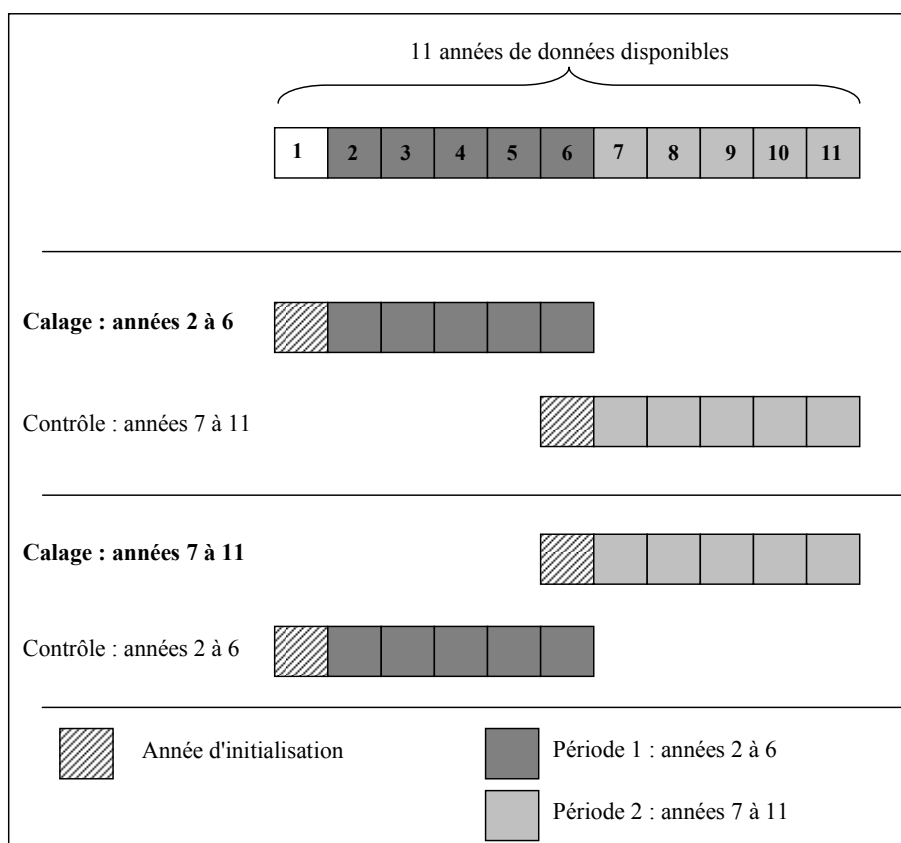 11 années de données disponibles
1 2 3 4 5 6 7 8 9 10 11
Calage : années 2 à 6
Contrôle : années 7 à 11
Calage : années 7 à 11
Contrôle : années 2 à 6
Année d'initialisation
Période 1 : années 2 à 6
Période 2 : années 7 à 11